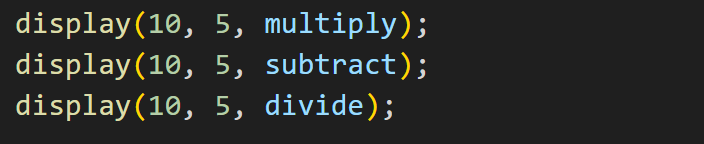 display(10, 5, multiply);
display(10, 5, subtract);
display(10, 5, divide);